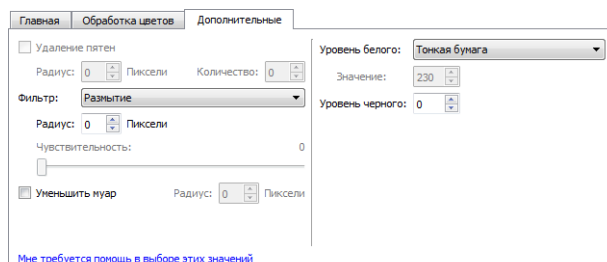 Главная Обработка цветов Дополнительные
Удаление пятен
Радиус: 0 Пиксели Количество: 0
Фильтр: Размытие
Радиус: 0 Пиксели
Чувствительность: 0
Уменьшить муар Радиус: 0 Пиксели
Мне требуется помощь в выборе этих значений
Уровень белого: Тонкая бумага
Значение: 230
Уровень черного: 0